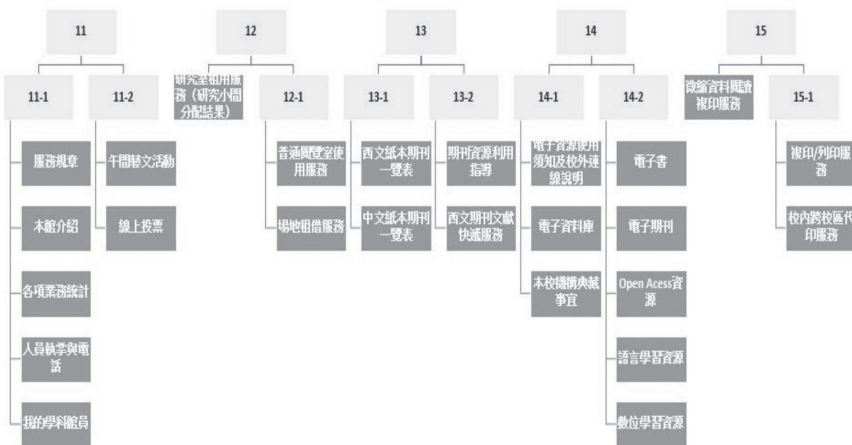 11
12
13
14
15
11-1
11-2
研究室租用服
務（研究小間
分配結果）
12-1
13-1
13-2
14-1
14-2
微縮資料閱讀
複印服務
15-1
服務規章
本館介紹
各項業務統計
人員執掌與電
話
我的學科館員
午間藝文活動
線上投票
普通閱覽室使
用服務
場地租借服務
西文紙本期刊
一覽表
中文紙本期刊
一覽表
期刊資源利用
指導
西文期刊文獻
快遞服務
電子資源使用
須知及校外連
線說明
電子資料庫
本校機構典藏
事宜
電子書
電子期刊
Open Acess資
源
語言學習資源
數位學習資源
複印/列印服
務
校內跨校區代
印服務